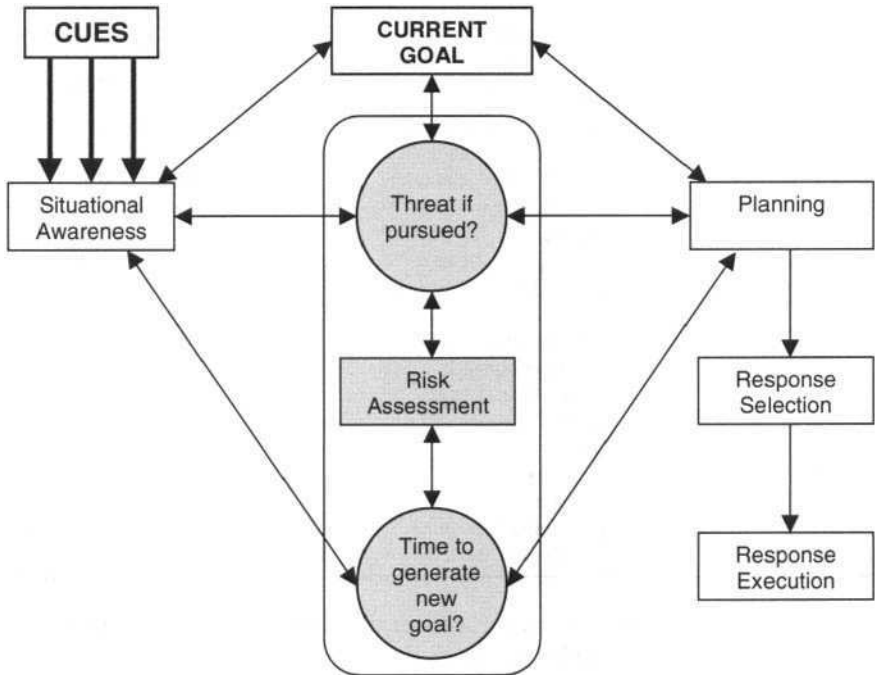 CUES
CURRENT
GOAL
Situational
Awareness
Threat if
pursued?
Planning
Risk
Assessment
Response
Selection
Time to
generate
new
goal?
Response
Execution